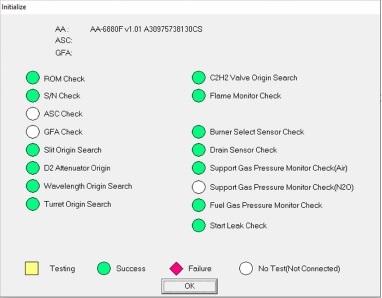 Initialize
AA : AA-6880F v1.01 A30975738130CS
ASC:
GFA:
ROM Check
C2H2 Valve Origin Search
S/N Check
Flame Monitor Check
ASC Check
GFA Check
Burner Select Sensor Check
Slit Origin Search
Drain Sensor Check
D2 Attenuator Origin
Support Gas Pressure Monitor Check(Air)
Wavelength Origin Search
Support Gas Pressure Monitor Check(N2O)
Turret Origin Search
Fuel Gas Pressure Monitor Check
Start Leak Check
Testing
Success
Failure
No Test(Not Connected)
OK